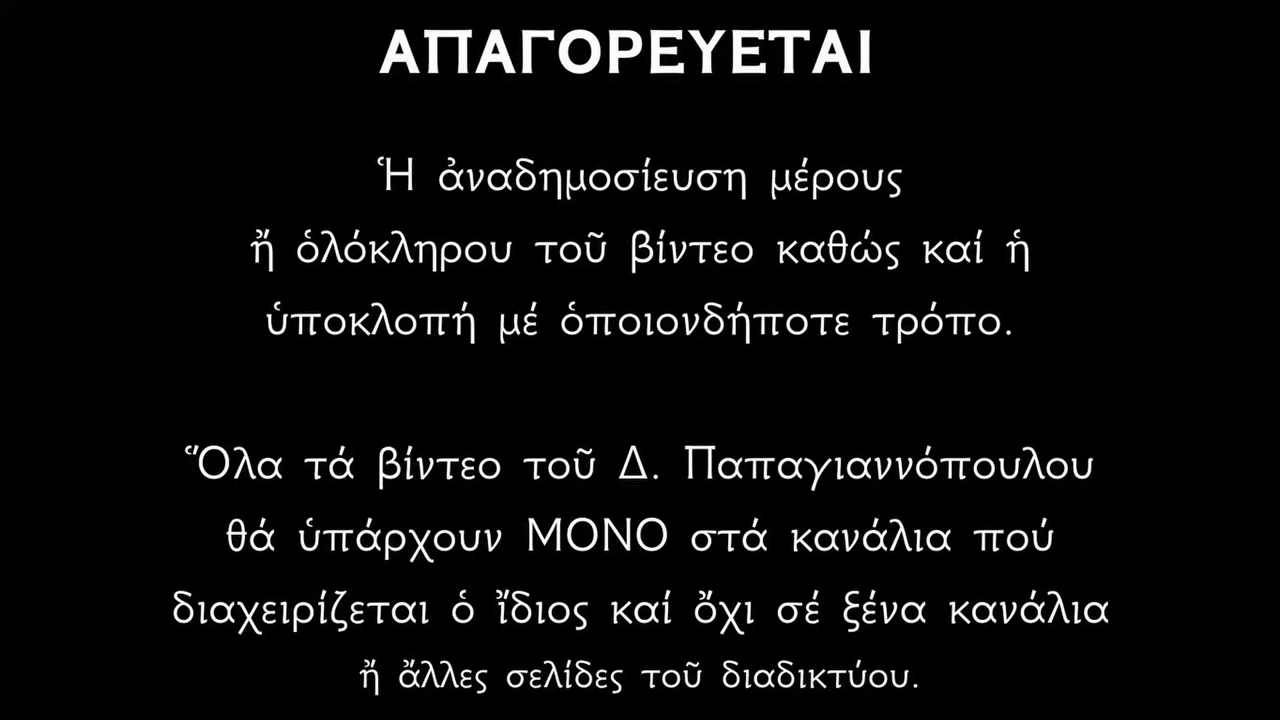 ΑΠΑΓΟΡΕΥΕΤΑΙ
Ἡ ἀναδημοσίευση μέρους
ἤ ὁλόκληρου τοῦ βίντεο καθώς καί ἡ
ὑποκλοπή μέ ὁποιονδήποτε τρόπο.
Ὅλα τά βίντεο τοῦ Δ. Παπαγιαννόπουλου
θά ὑπάρχουν ΜΟΝΟ στά κανάλια πού
διαχειρίζεται ὁ ἴδιος καί ὄχι σέ ξένα κανάλια
ἤ ἄλλες σελίδες τοῦ διαδικτύου.